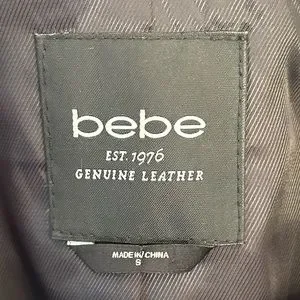 bebe
EST. 1976
GENUINE LEATHER
MADE IN CHINA
S